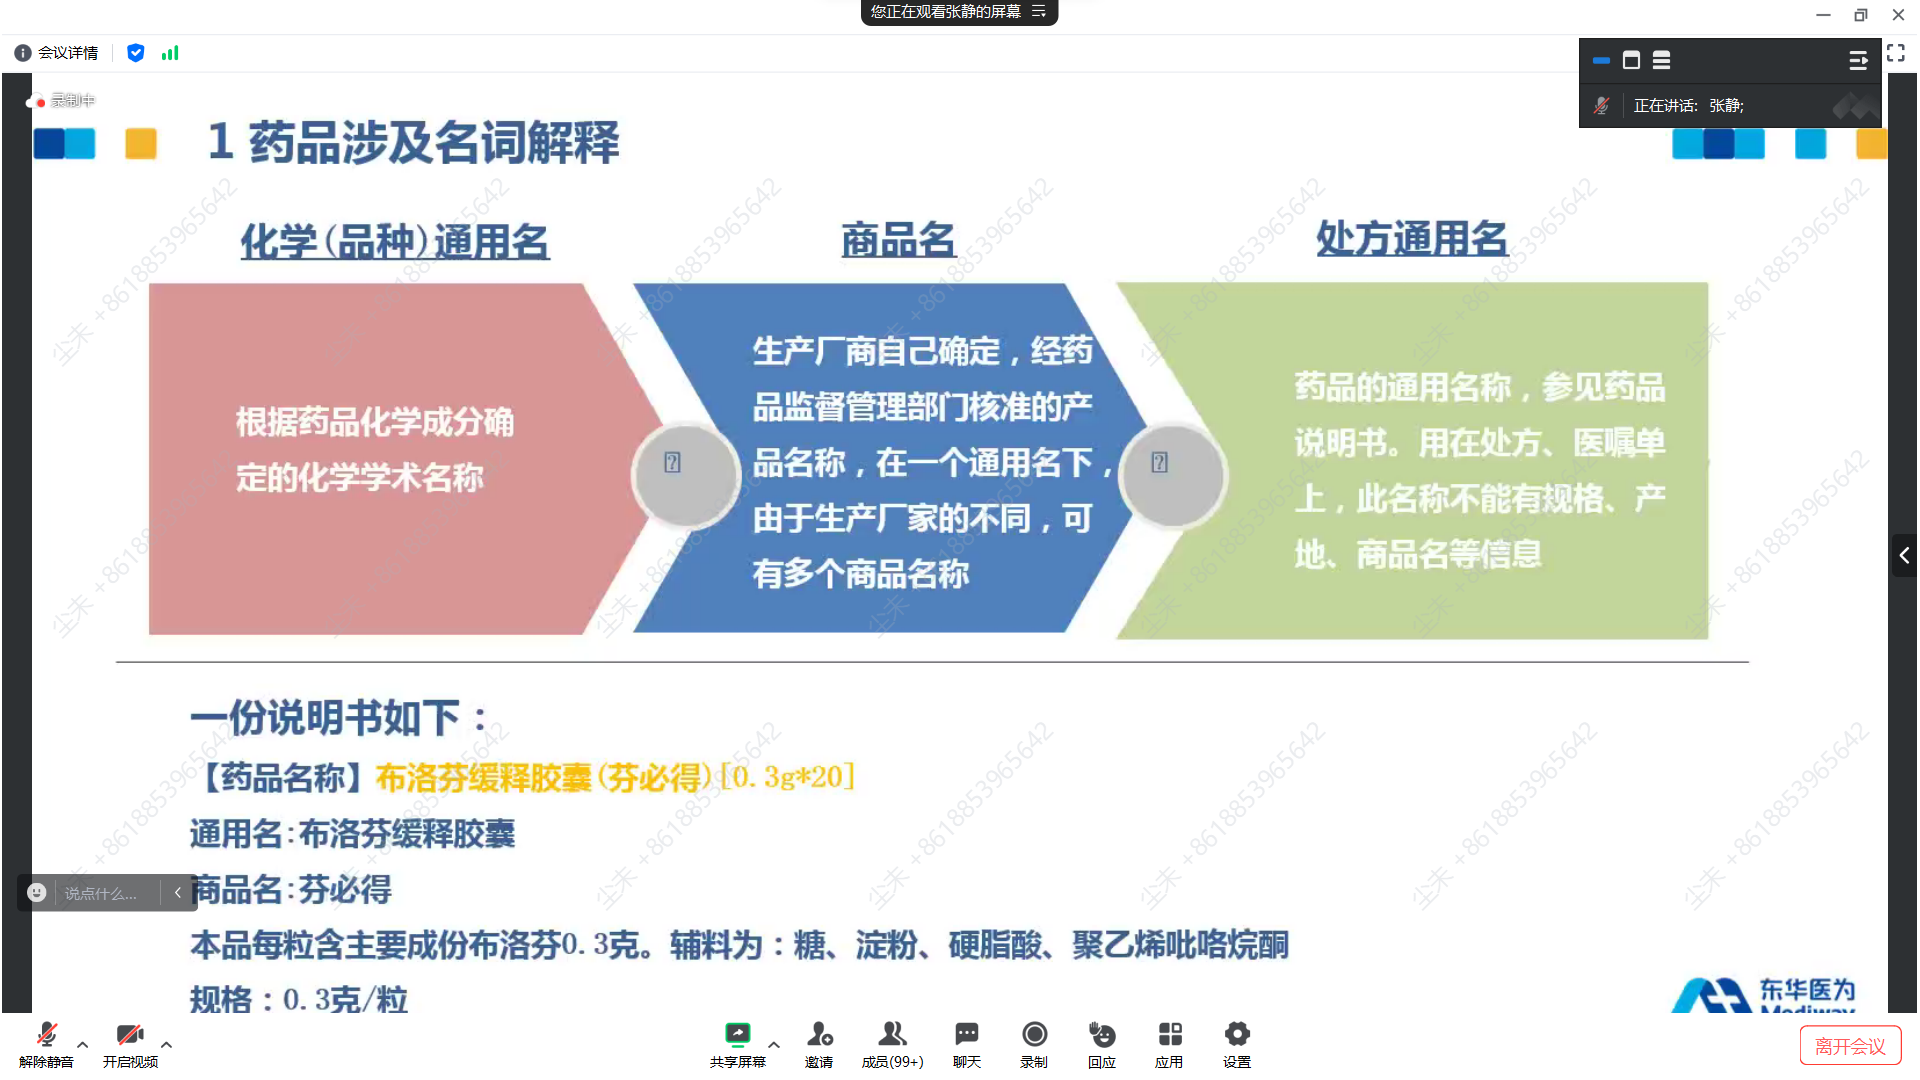 您正在观看张静的屏幕
会议详情
录制中
正在讲话: 张静;
1 药品涉及名词解释
化学(品种)通用名
商品名
处方通用名
根据药品化学成分确
定的化学学术名称
生产厂商自己确定，经药
品监督管理部门核准的产
品名称，在一个通用名下，
由于生产厂家的不同，可
有多个商品名称
药品的通用名称，参见药品
说明书。用在处方、医嘱单
上，此名称不能有规格、产
地、商品名等信息
一份说明书如下：
【药品名称】布洛芬缓释胶囊(芬必得)[0.3g*20]
通用名:布洛芬缓释胶囊
商品名:芬必得
本品每粒含主要成份布洛芬0.3克。辅料为：糖、淀粉、硬脂酸、聚乙烯吡咯烷酮
规格：0.3克/粒
说点什么...
东华医为
Mediway
尘末 +8618853965642
解除静音
开启视频
共享屏幕
邀请
成员(99+)
聊天
录制
回应
应用
设置
离开会议